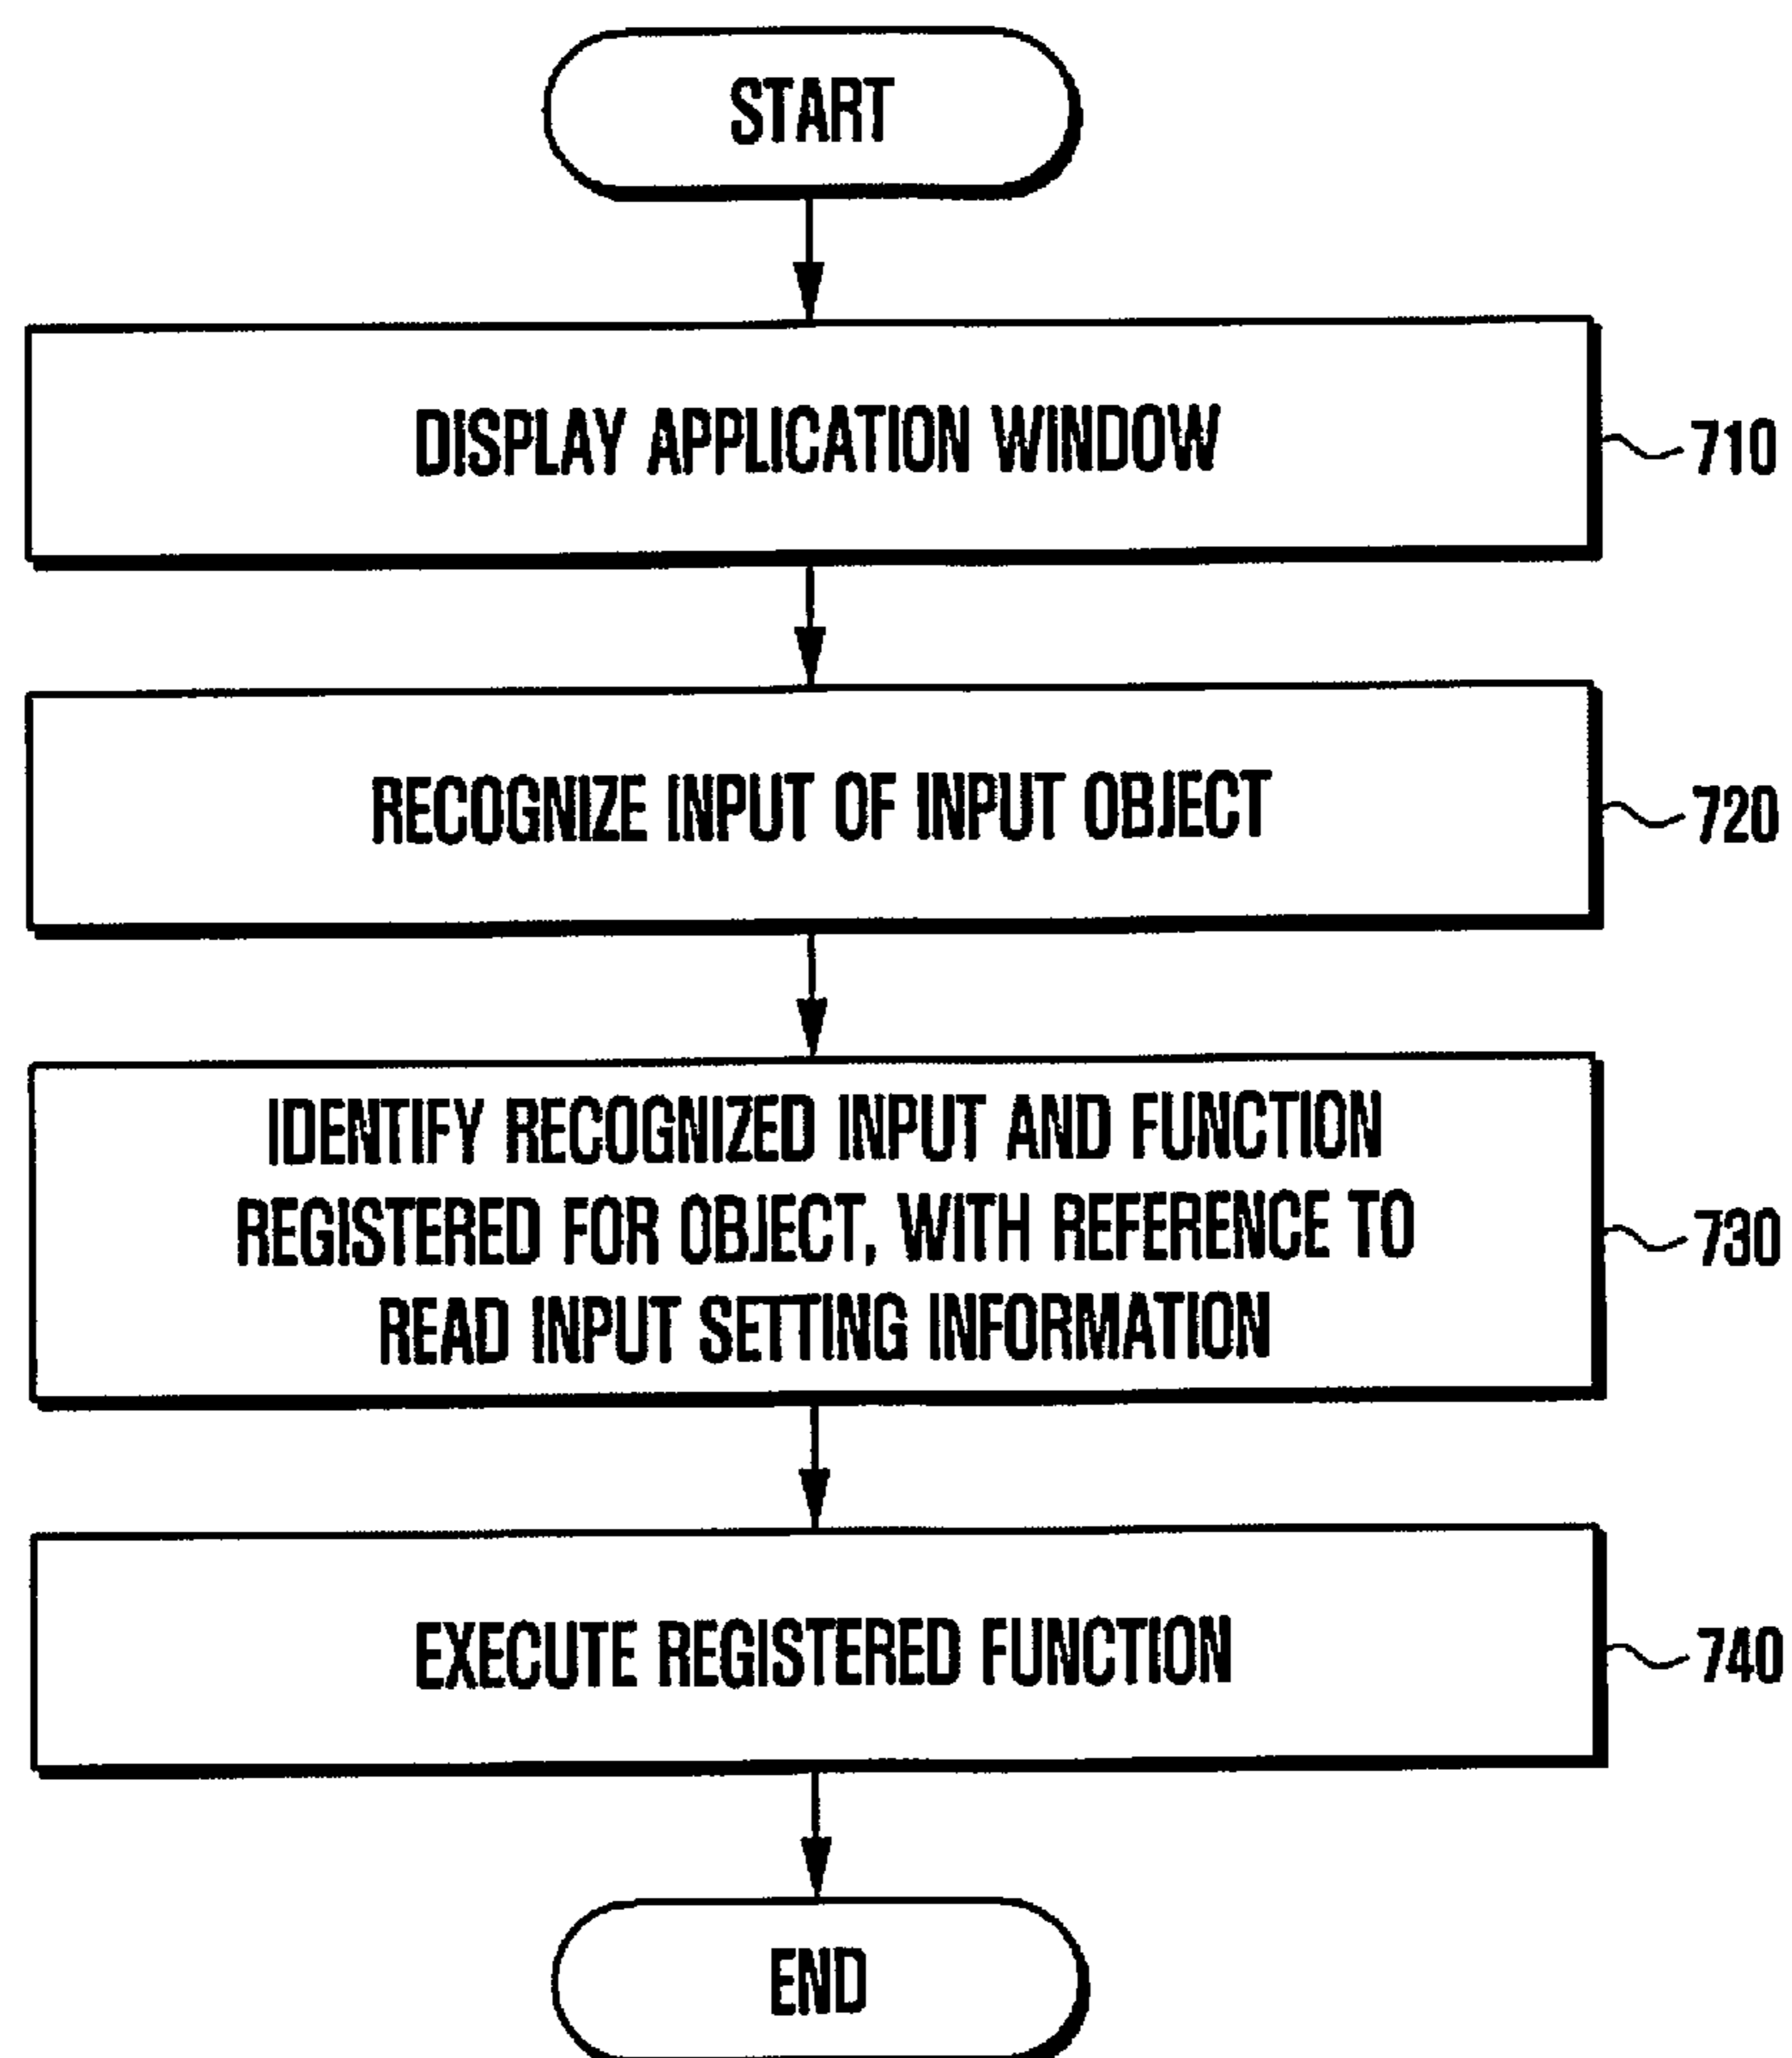 START
DISPLAY APPLICATION WINDOW
710
RECOGNIZE INPUT OF INPUT OBJECT
720
IDENTIFY RECOGNIZED INPUT AND FUNCTION
REGISTERED FOR OBJECT, WITH REFERENCE TO
READ INPUT SETTING INFORMATION
730
EXECUTE REGISTERED FUNCTION
740
END